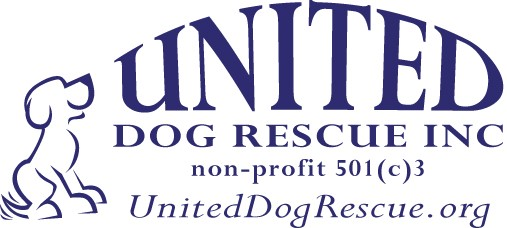 UNITED
DOG RESCUE INC
non-profit 501(c)3
UnitedDogRescue.org